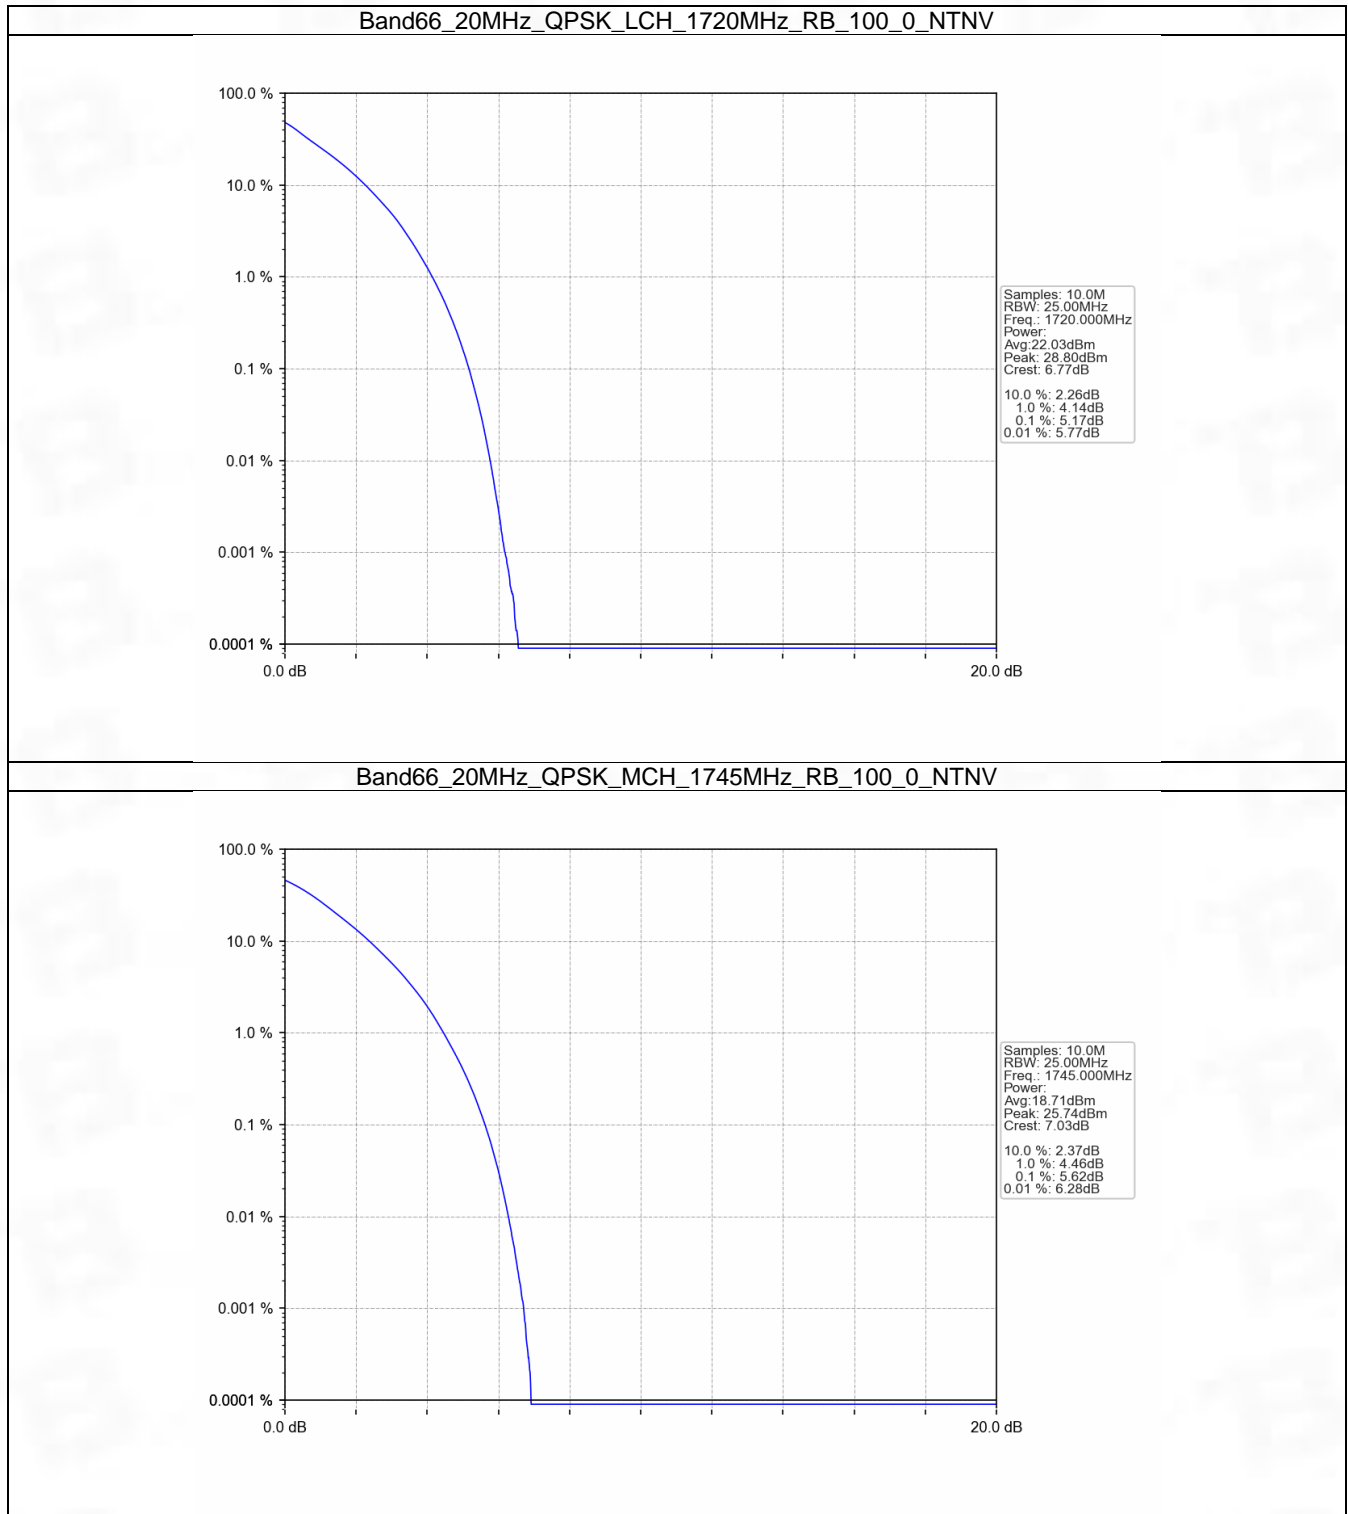 Band66_20MHz_QPSK_LCH_1720MHz_RB_100_0_NTNV
100.0 %
10.0 %
1.0 %
0.1 %
0.01 %
0.001 %
0.0001 %
0.0 dB
20.0 dB
Samples: 10.0M
RBW: 25.00MHz
Freq.: 1720.000MHz
Power:
Avg:22.03dBm
Peak: 28.80dBm
Crest: 6.77dB
10.0 %: 2.26dB
1.0 %: 4.14dB
0.1 %: 5.17dB
0.01 %: 5.77dB
Band66_20MHz_QPSK_MCH_1745MHz_RB_100_0_NTNV
100.0 %
10.0 %
1.0 %
0.1 %
0.01 %
0.001 %
0.0001 %
0.0 dB
20.0 dB
Samples: 10.0M
RBW: 25.00MHz
Freq.: 1745.000MHz
Power:
Avg:18.71dBm
Peak: 25.74dBm
Crest: 7.03dB
10.0 %: 2.37dB
1.0 %: 4.46dB
0.1 %: 5.62dB
0.01 %: 6.28dB